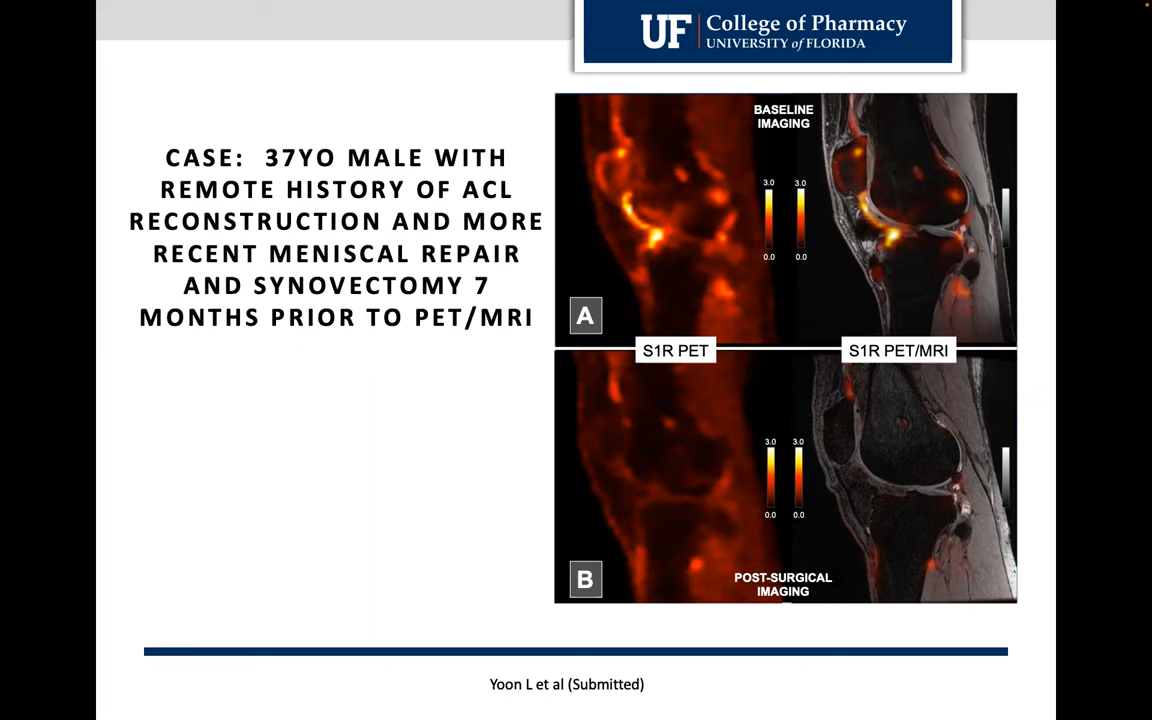 UF College of Pharmacy
UNIVERSITY of FLORIDA
CASE: 37YO MALE WITH
REMOTE HISTORY OF ACL
RECONSTRUCTION AND MORE
RECENT MENISCAL REPAIR
AND SYNOVECTOMY 7
MONTHS PRIOR TO PET/MRI
BASELINE
IMAGING
3.0 3.0
0.0 0.0
A
S1R PET
S1R PET/MRI
3.0 3.0
0.0 0.0
B
POST-SURGICAL
IMAGING
Yoon L et al (Submitted)